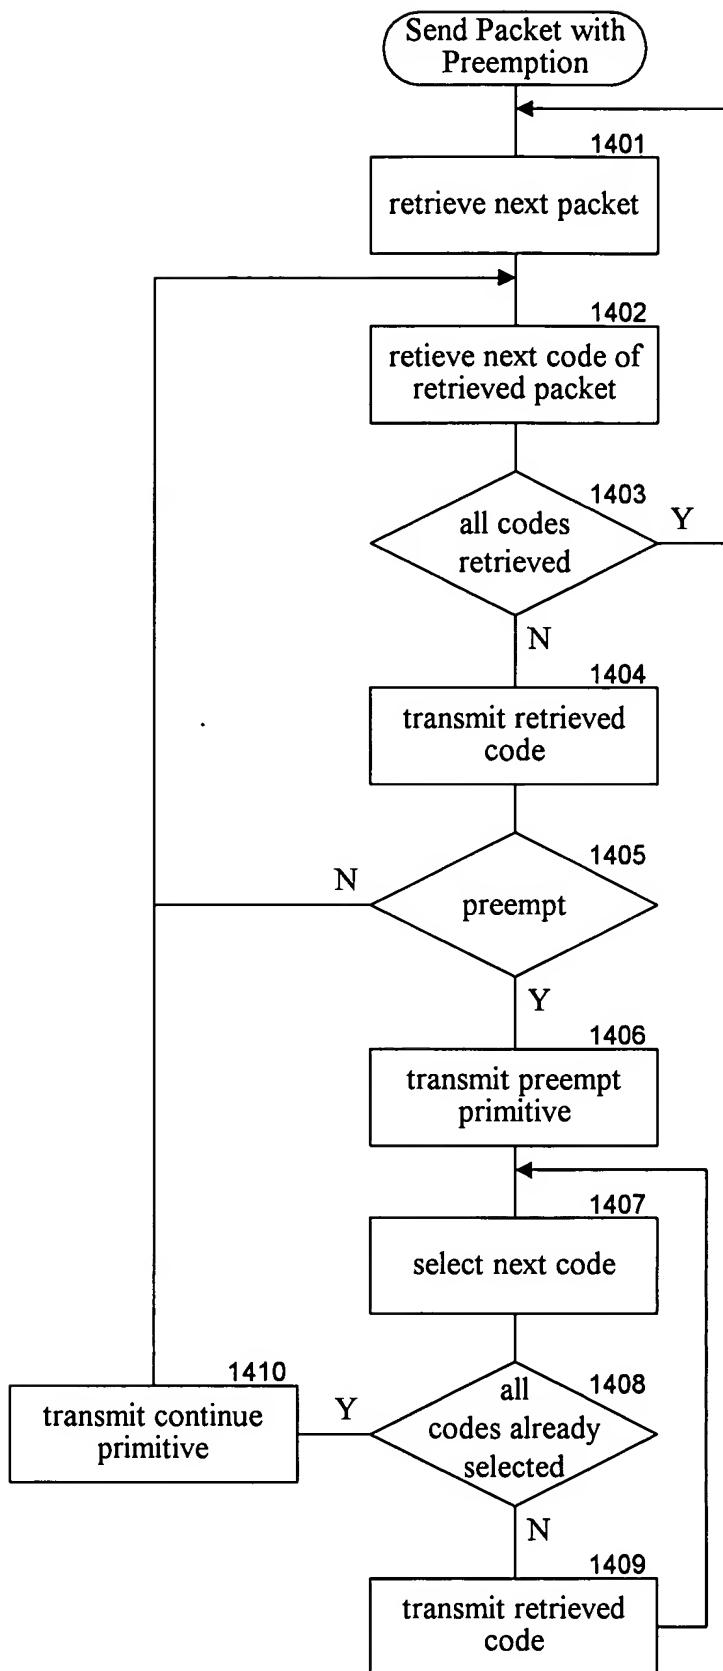 Send Packet with
Preemption
1401
retrieve next packet
1402
retieve next code of
retrieved packet
1403
all codes
retrieved
Y
N
1404
transmit retrieved
code
1405
preempt
N
Y
1406
transmit preempt
primitive
1407
select next code
1408
all
codes already
selected
Y
1410
transmit continue
primitive
N
1409
transmit retrieved
code